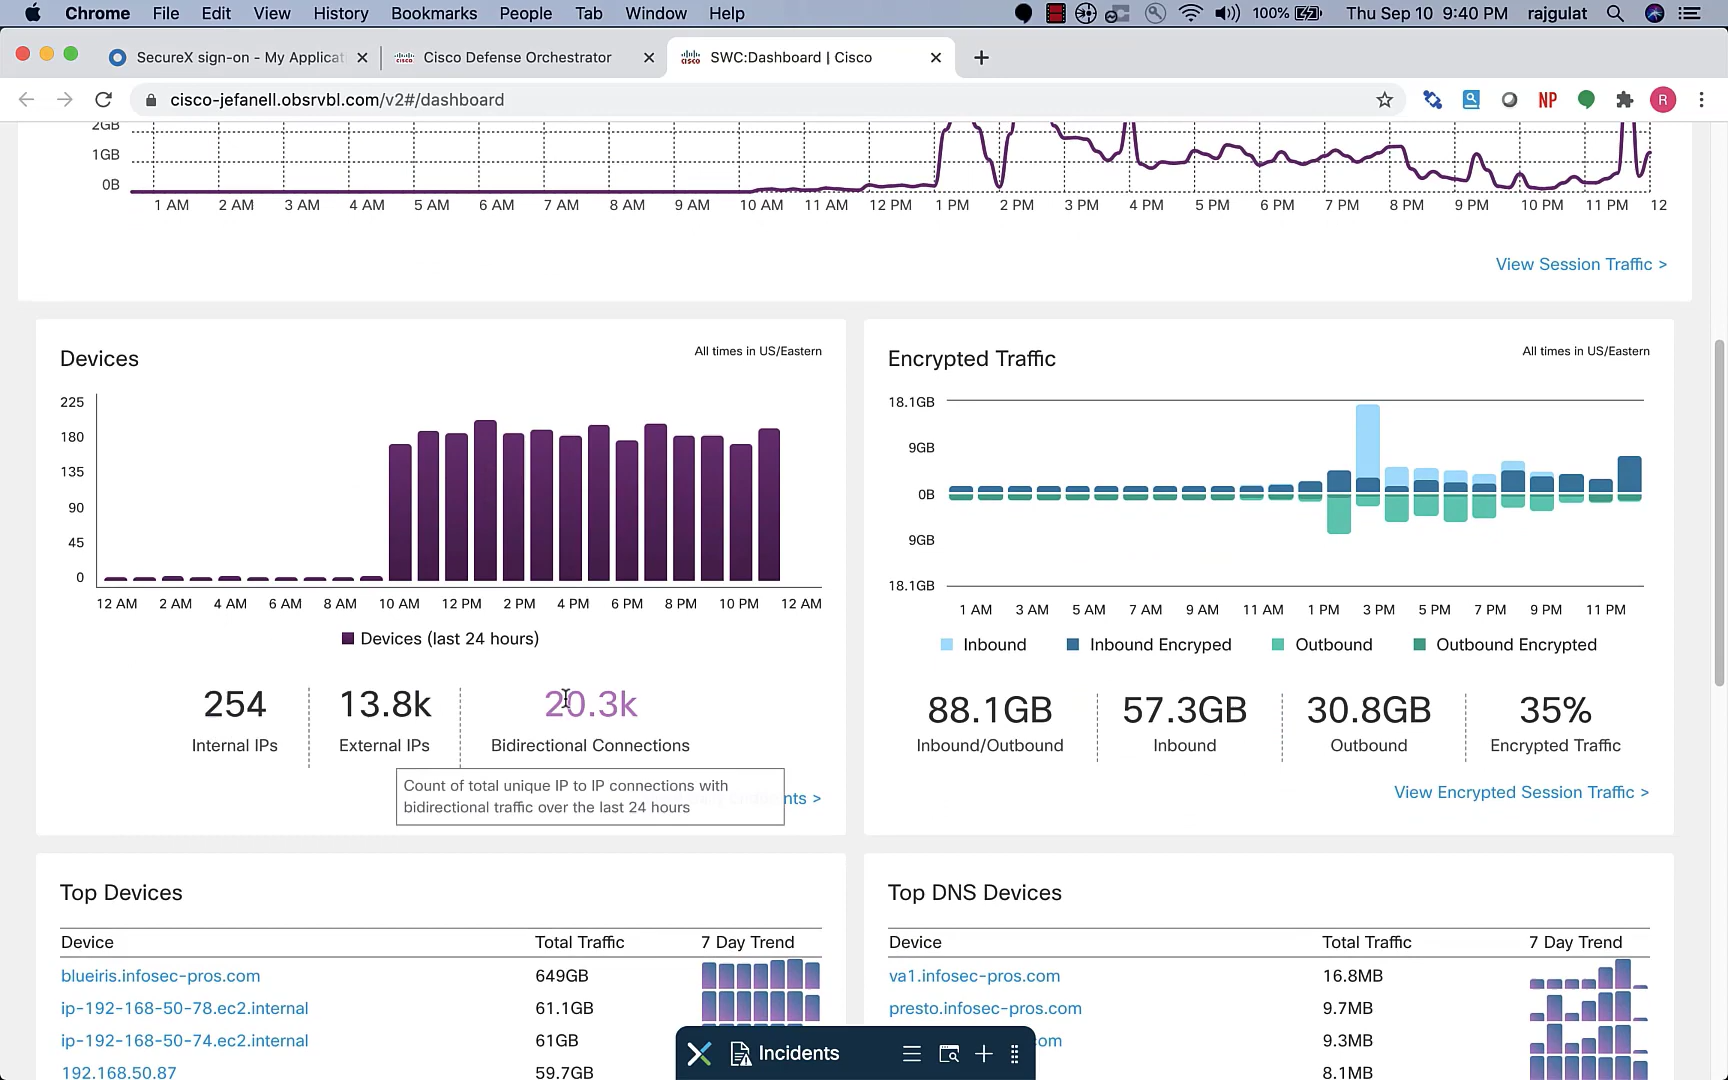 Chrome File Edit View History Bookmarks People Tab Window Help 100% Thu Sep 10 9:40 PM rajgulat
SecureX sign-on - My Applicat Cisco Defense Orchestrator SWC:Dashboard | Cisco
cisco-jefanell.obsrvbl.com/v2#/dashboard NP R
2GB
1GB
0B
1 AM 2 AM 3 AM 4 AM 5 AM 6 AM 7 AM 8 AM 9 AM 10 AM 11 AM 12 PM 1 PM 2 PM 3 PM 4 PM 5 PM 6 PM 7 PM 8 PM 9 PM 10 PM 11 PM 12
View Session Traffic >
Devices
All times in US/Eastern
225
180
135
90
45
0
12 AM 2 AM 4 AM 6 AM 8 AM 10 AM 12 PM 2 PM 4 PM 6 PM 8 PM 10 PM 12 AM
Devices (last 24 hours)
254 13.8k 20.3k
Internal IPs External IPs Bidirectional Connections
Count of total unique IP to IP connections with
bidirectional traffic over the last 24 hours
nts >
Encrypted Traffic
All times in US/Eastern
18.1GB
9GB
0B
9GB
18.1GB
1 AM 3 AM 5 AM 7 AM 9 AM 11 AM 1 PM 3 PM 5 PM 7 PM 9 PM 11 PM
Inbound Inbound Encryped Outbound Outbound Encrypted
88.1GB 57.3GB 30.8GB 35%
Inbound/Outbound Inbound Outbound Encrypted Traffic
View Encrypted Session Traffic >
Top Devices
Device Total Traffic 7 Day Trend
blueiris.infosec-pros.com 649GB
ip-192-168-50-78.ec2.internal 61.1GB
ip-192-168-50-74.ec2.internal 61GB
192.168.50.87 59.7GB
Top DNS Devices
Device Total Traffic 7 Day Trend
va1.infosec-pros.com 16.8MB
presto.infosec-pros.com 9.7MB
om 9.3MB
8.1MB
Incidents